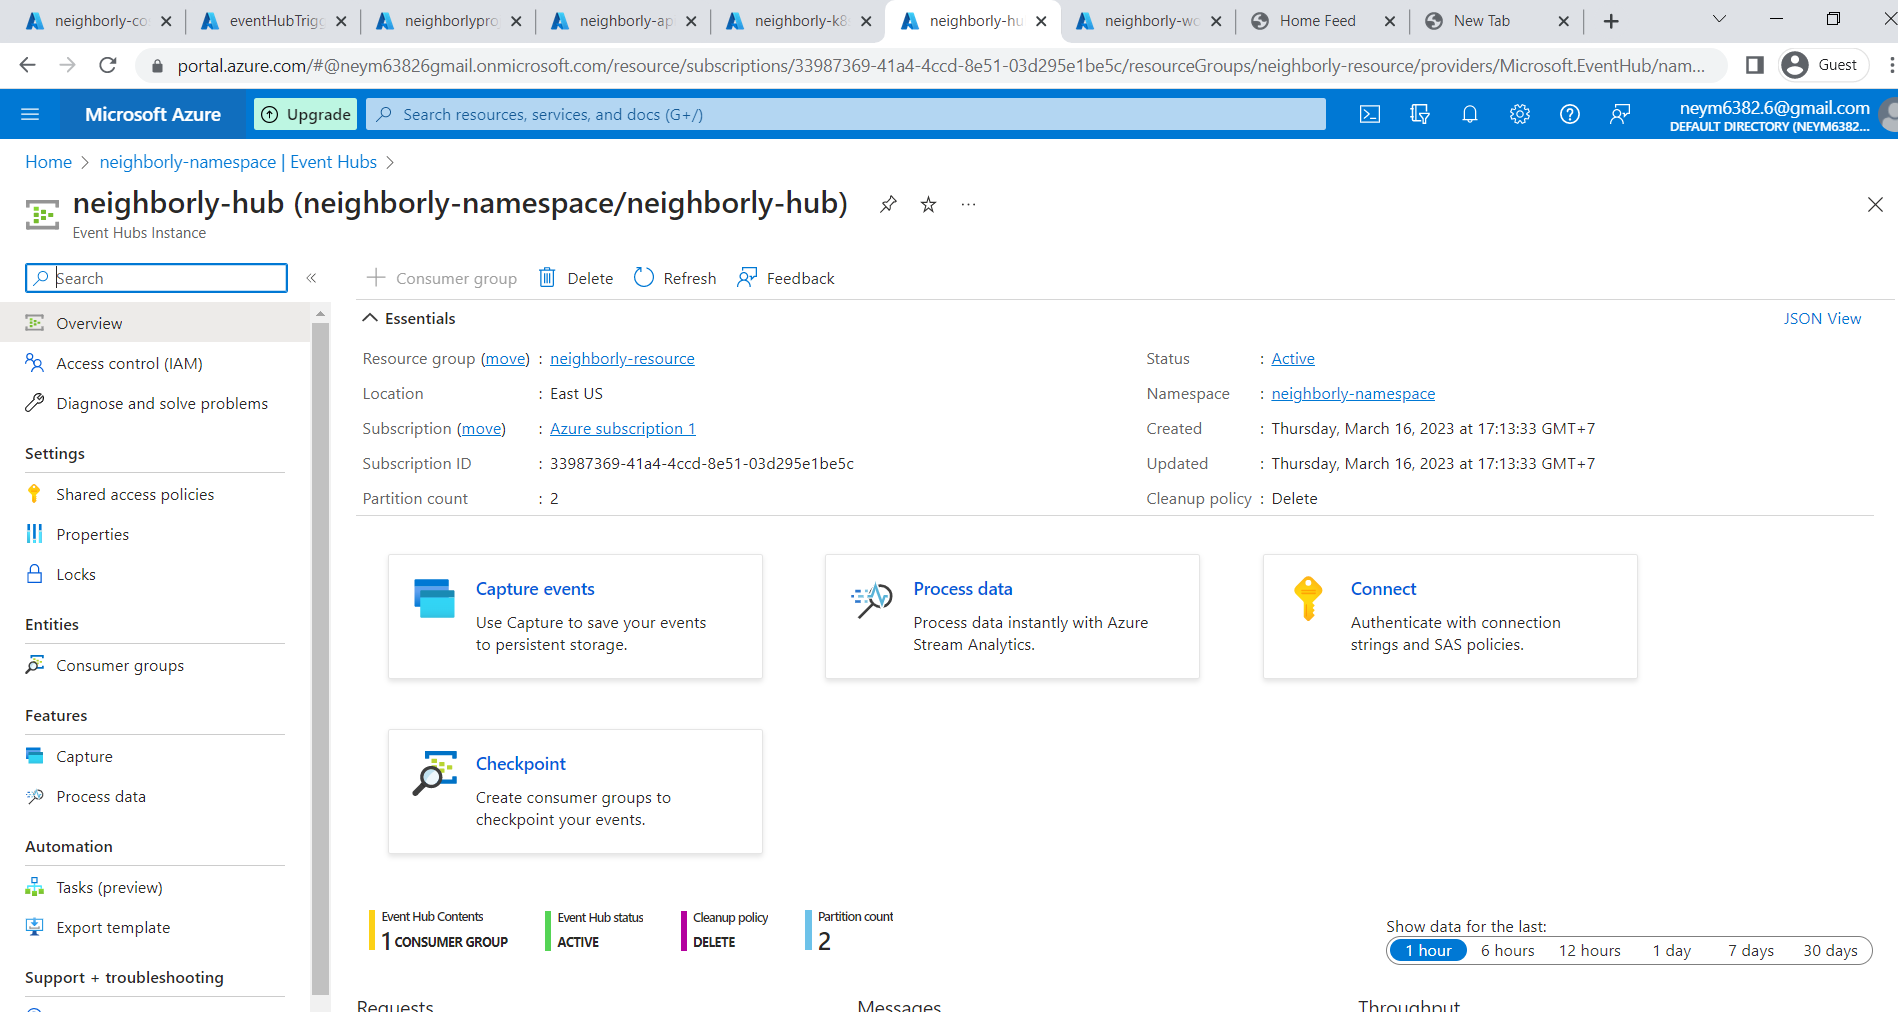 neighborly-co
eventHubTrigg
neighborlypro
neighborly-ap
neighborly-k8
neighborly-hu
neighborly-wo
Home Feed
New Tab
portal.azure.com/#@neym63826gmail.onmicrosoft.com/resource/subscriptions/33987369-41a4-4ccd-8e51-03d295e1be5c/resourceGroups/neighborly-resource/providers/Microsoft.EventHub/nam...
Guest
Microsoft Azure
Upgrade
Search resources, services, and docs (G+/)
neym6382.6@gmail.com
DEFAULT DIRECTORY (NEYM6382...
Home > neighborly-namespace | Event Hubs >
neighborly-hub (neighborly-namespace/neighborly-hub) ...
Event Hubs Instance
Search
«
Consumer group
Delete
Refresh
Feedback
Overview
Access control (IAM)
Diagnose and solve problems
Settings
Shared access policies
Properties
Locks
Entities
Consumer groups
Features
Capture
Process data
Automation
Tasks (preview)
Export template
Support + troubleshooting
Essentials
JSON View
Resource group (move) : neighborly-resource
Location : East US
Subscription (move) : Azure subscription 1
Subscription ID : 33987369-41a4-4ccd-8e51-03d295e1be5c
Partition count : 2
Status : Active
Namespace : neighborly-namespace
Created : Thursday, March 16, 2023 at 17:13:33 GMT+7
Updated : Thursday, March 16, 2023 at 17:13:33 GMT+7
Cleanup policy : Delete
Capture events
Use Capture to save your events
to persistent storage.
Process data
Process data instantly with Azure
Stream Analytics.
Connect
Authenticate with connection
strings and SAS policies.
Checkpoint
Create consumer groups to
checkpoint your events.
Event Hub Contents
1 CONSUMER GROUP
Event Hub status
ACTIVE
Cleanup policy
DELETE
Partition count
2
Show data for the last:
1 hour 6 hours 12 hours 1 day 7 days 30 days
Requests
Messages
Throughput